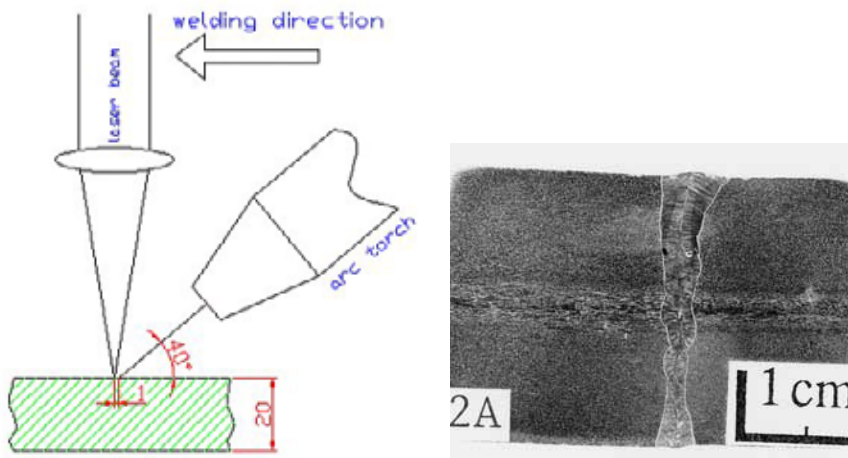 welding direction
laser beam
arc torch
40°
1
20
2A
1 cm